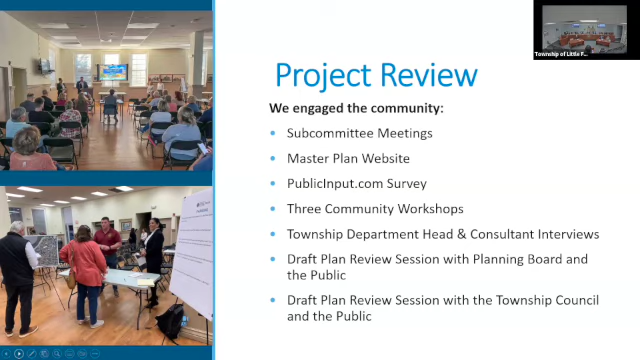 Township of Little F...
Project Review
We engaged the community:
• Subcommittee Meetings
• Master Plan Website
• PublicInput.com Survey
• Three Community Workshops
• Township Department Head & Consultant Interviews
• Draft Plan Review Session with Planning Board and
the Public
• Draft Plan Review Session with the Township Council
and the Public